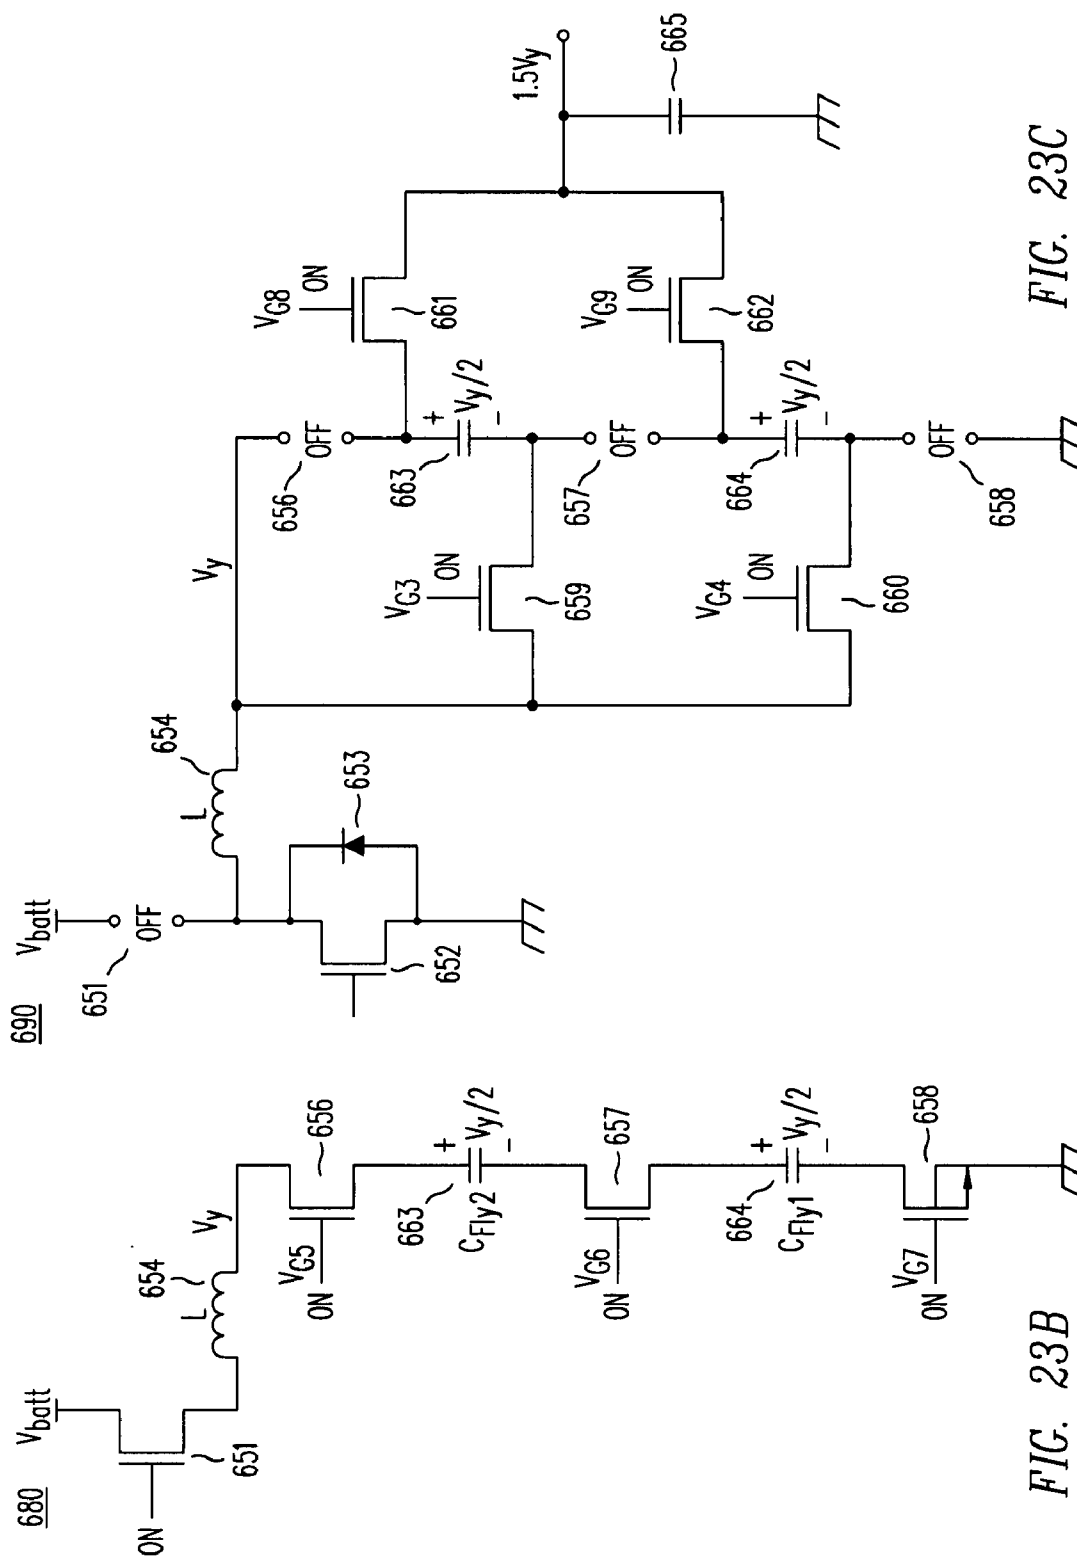 680
V_batt
ON
651
L
654
V_y
V_G5
ON
656
663
C_Fly2
+
V_y/2
-
V_G6
ON
657
664
C_Fly1
+
V_y/2
-
V_G7
ON
658
FIG. 23B
690
V_batt
651
OFF
652
653
L
654
V_y
656
OFF
V_G8
ON
661
663
+
V_y/2
-
V_G3
ON
659
657
OFF
V_G9
ON
662
664
+
V_y/2
-
V_G4
ON
660
OFF
658
1.5V_y
665
FIG. 23C